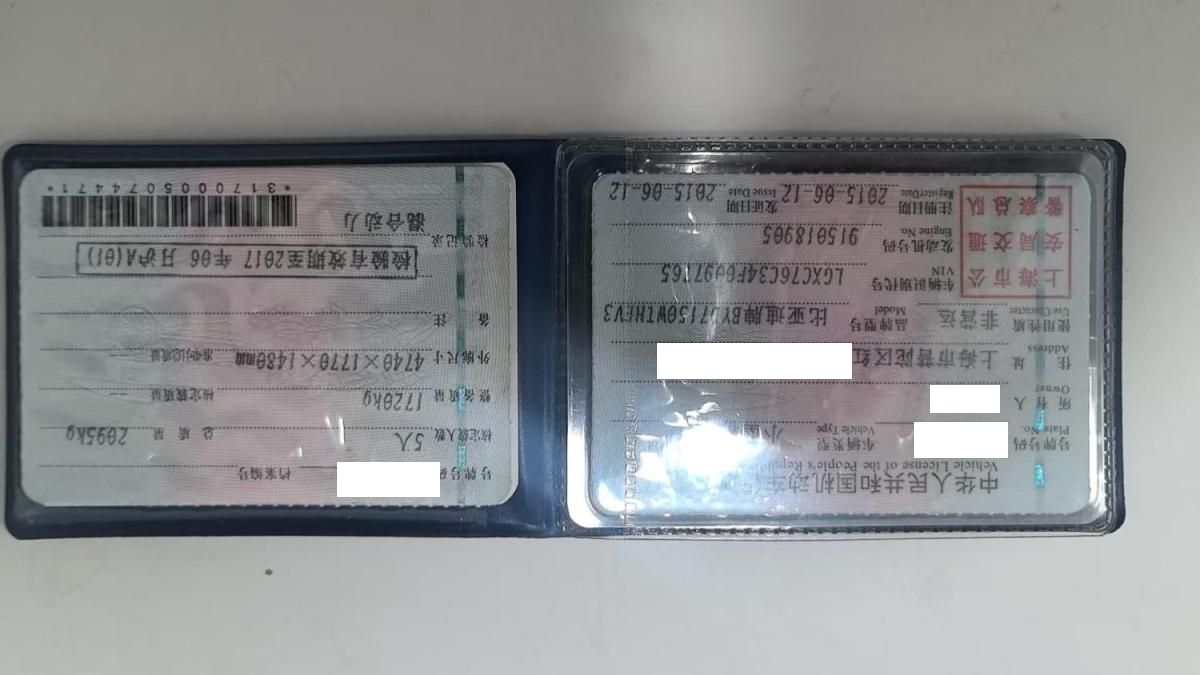 中华人民共和国机动车
Vehicle License of the People's Republ
号牌号码 车辆类型 小
Plate No. Vehicle Type
所有人
Owner
住址 上海市普陀区红
Address
使用性质 非营运 品牌型号 比亚迪牌BYD7150WTHEV3
Use Character Model
车辆识别代号
VIN
上海市公
安局交通
警察总队
发动机号码 915018905
Engine No.
注册日期 2015-06-12 发证日期 2015-06-12
Register Date Issue Date
号牌号 档案编号
核定载人数 5人 总质量 2095kg
整备质量 1720kg 核定载质量 --
外廓尺寸 4740×1770×1480mm 准牵引总质量 --
备注
检验有效期至2017年06月沪A(01)
检验记录
混合动力
*3170005074471*